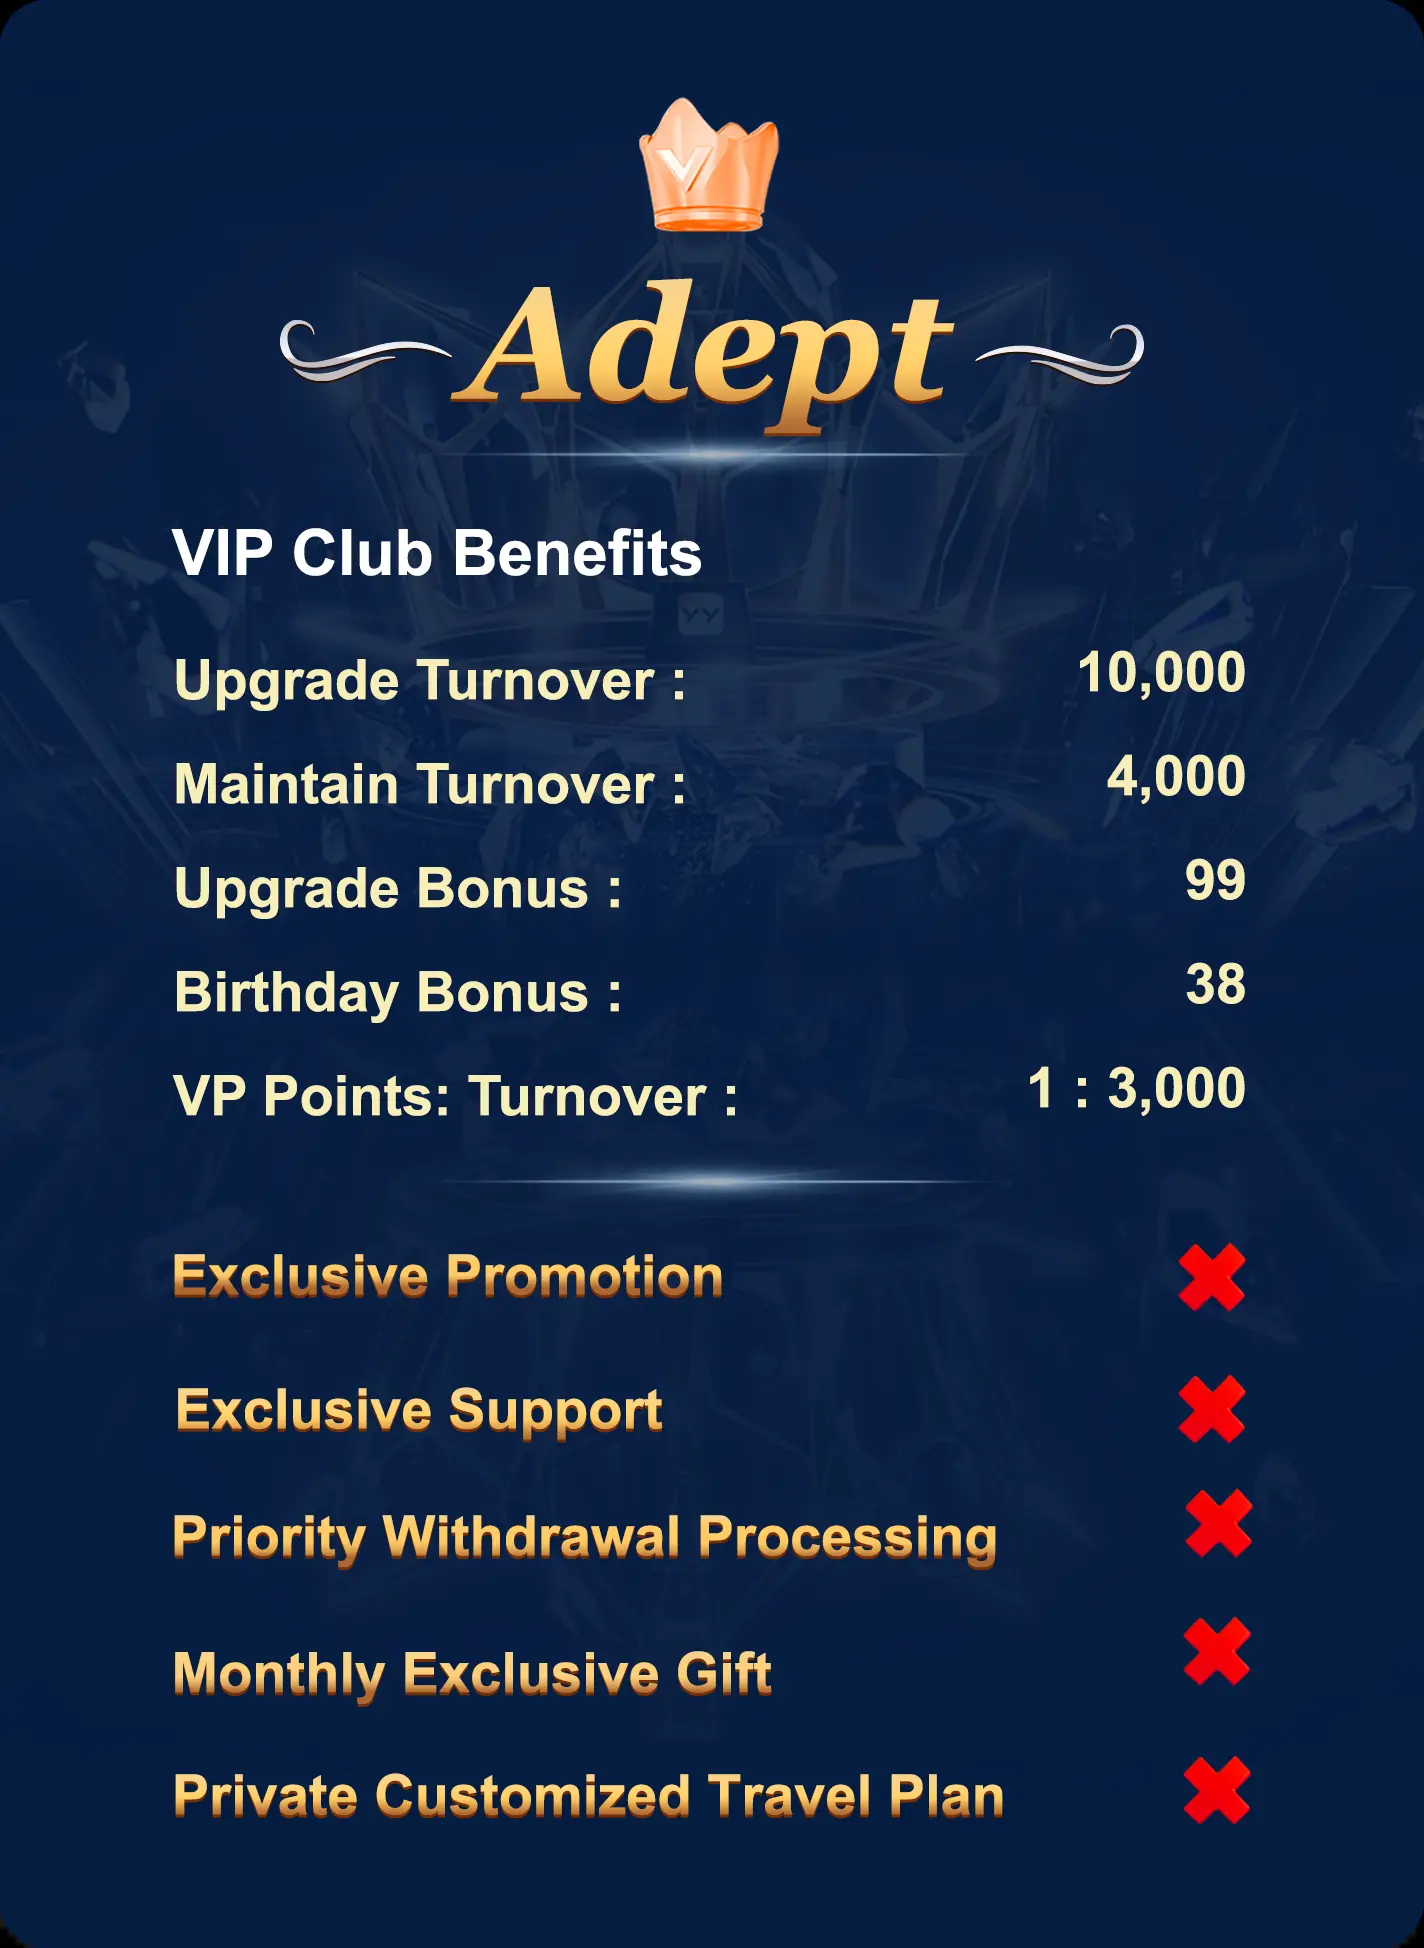 Adept
VIP Club Benefits
Upgrade Turnover : 10,000
Maintain Turnover : 4,000
Upgrade Bonus : 99
Birthday Bonus : 38
VP Points: Turnover : 1 : 3,000
Exclusive Promotion
Exclusive Support
Priority Withdrawal Processing
Monthly Exclusive Gift
Private Customized Travel Plan